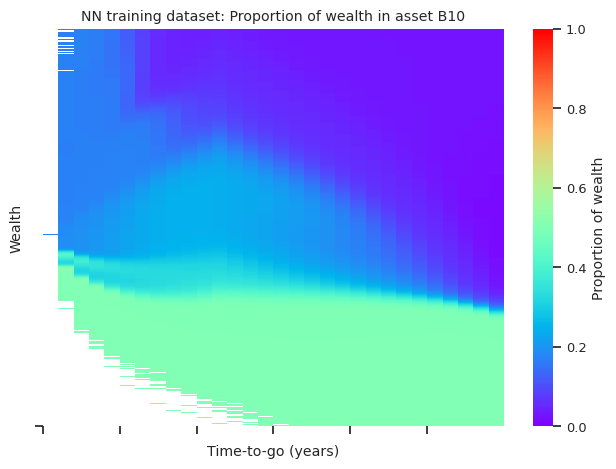 NN training dataset: Proportion of wealth in asset B10
Wealth
Time-to-go (years)
1.0
0.8
0.6
0.4
0.2
0.0
Proportion of wealth